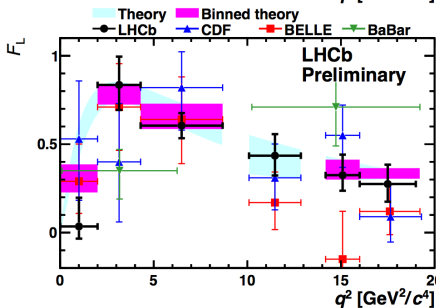 Theory Binned theory
LHCb CDF BELLE BaBar
F_L
LHCb
Preliminary
1
0.5
0
0 5 10 15 20
q² [GeV²/c⁴]